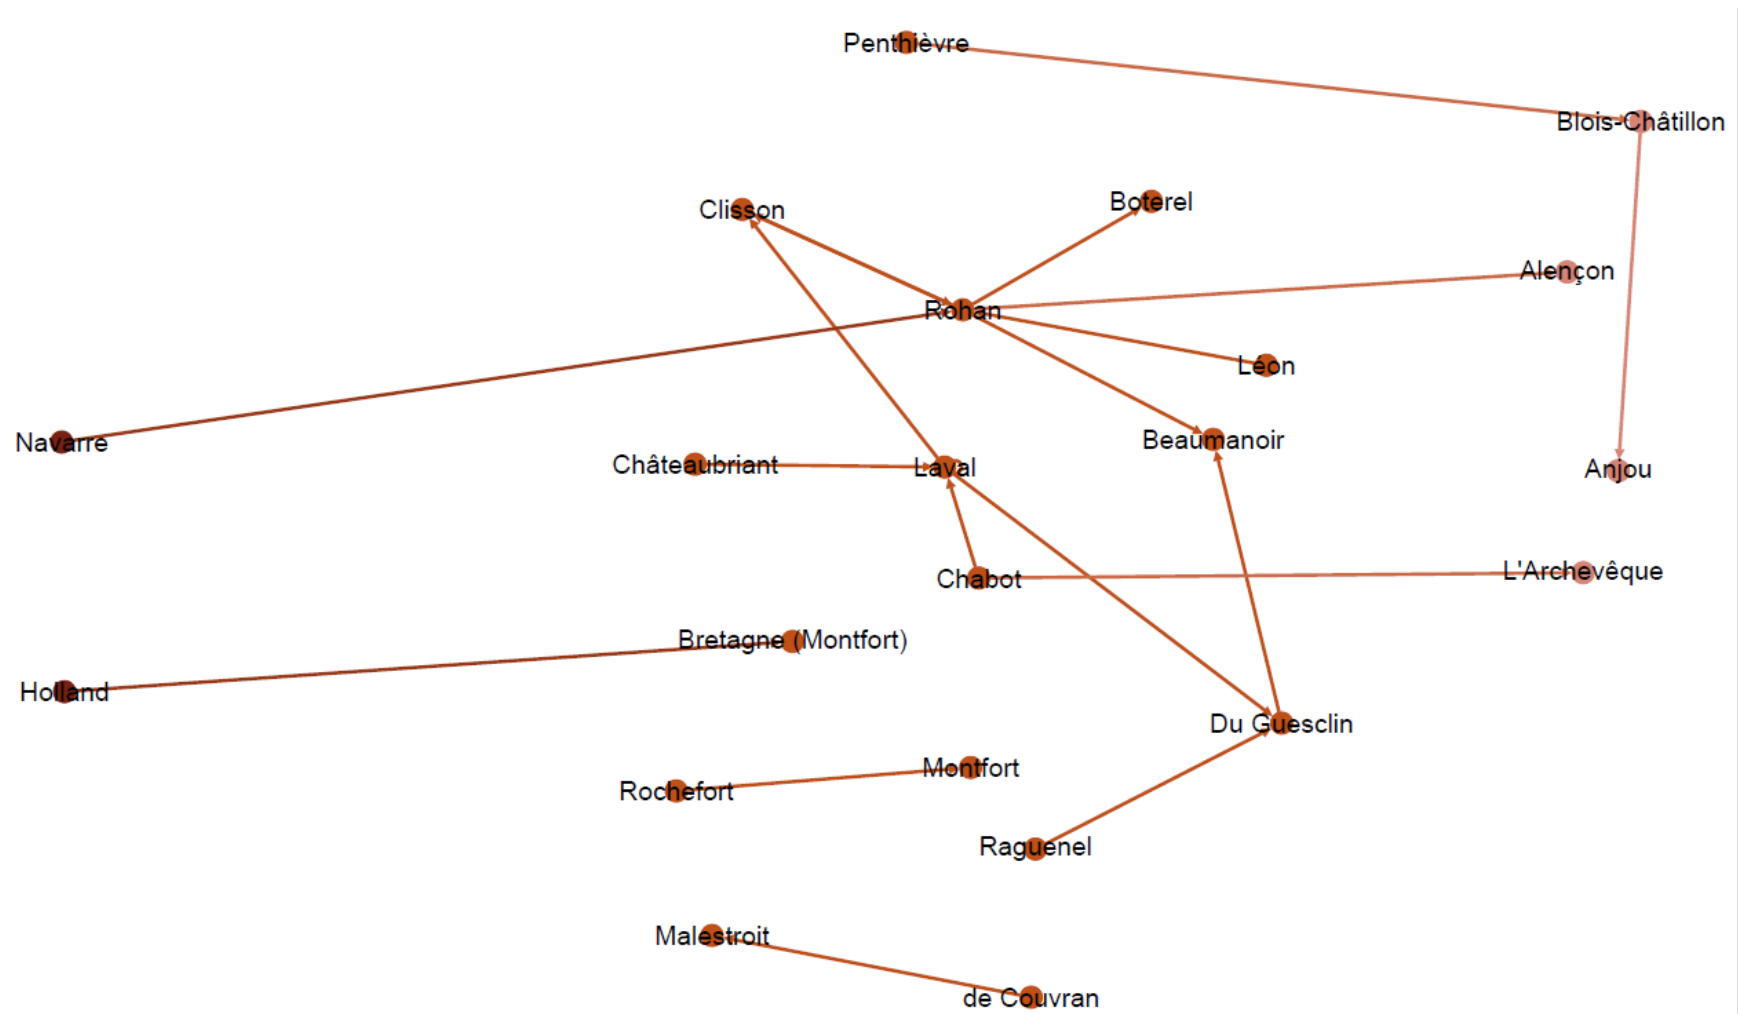 Penthièvre
Blois-Châtillon
Clisson
Boterel
Alençon
Rohan
Léon
Navarre
Beaumanoir
Châteaubriant
Laval
Anjou
Chabot
L'Archevêque
Bretagne (Montfort)
Holland
Du Guesclin
Montfort
Rochefort
Raguenel
Malestroit
de Couvran